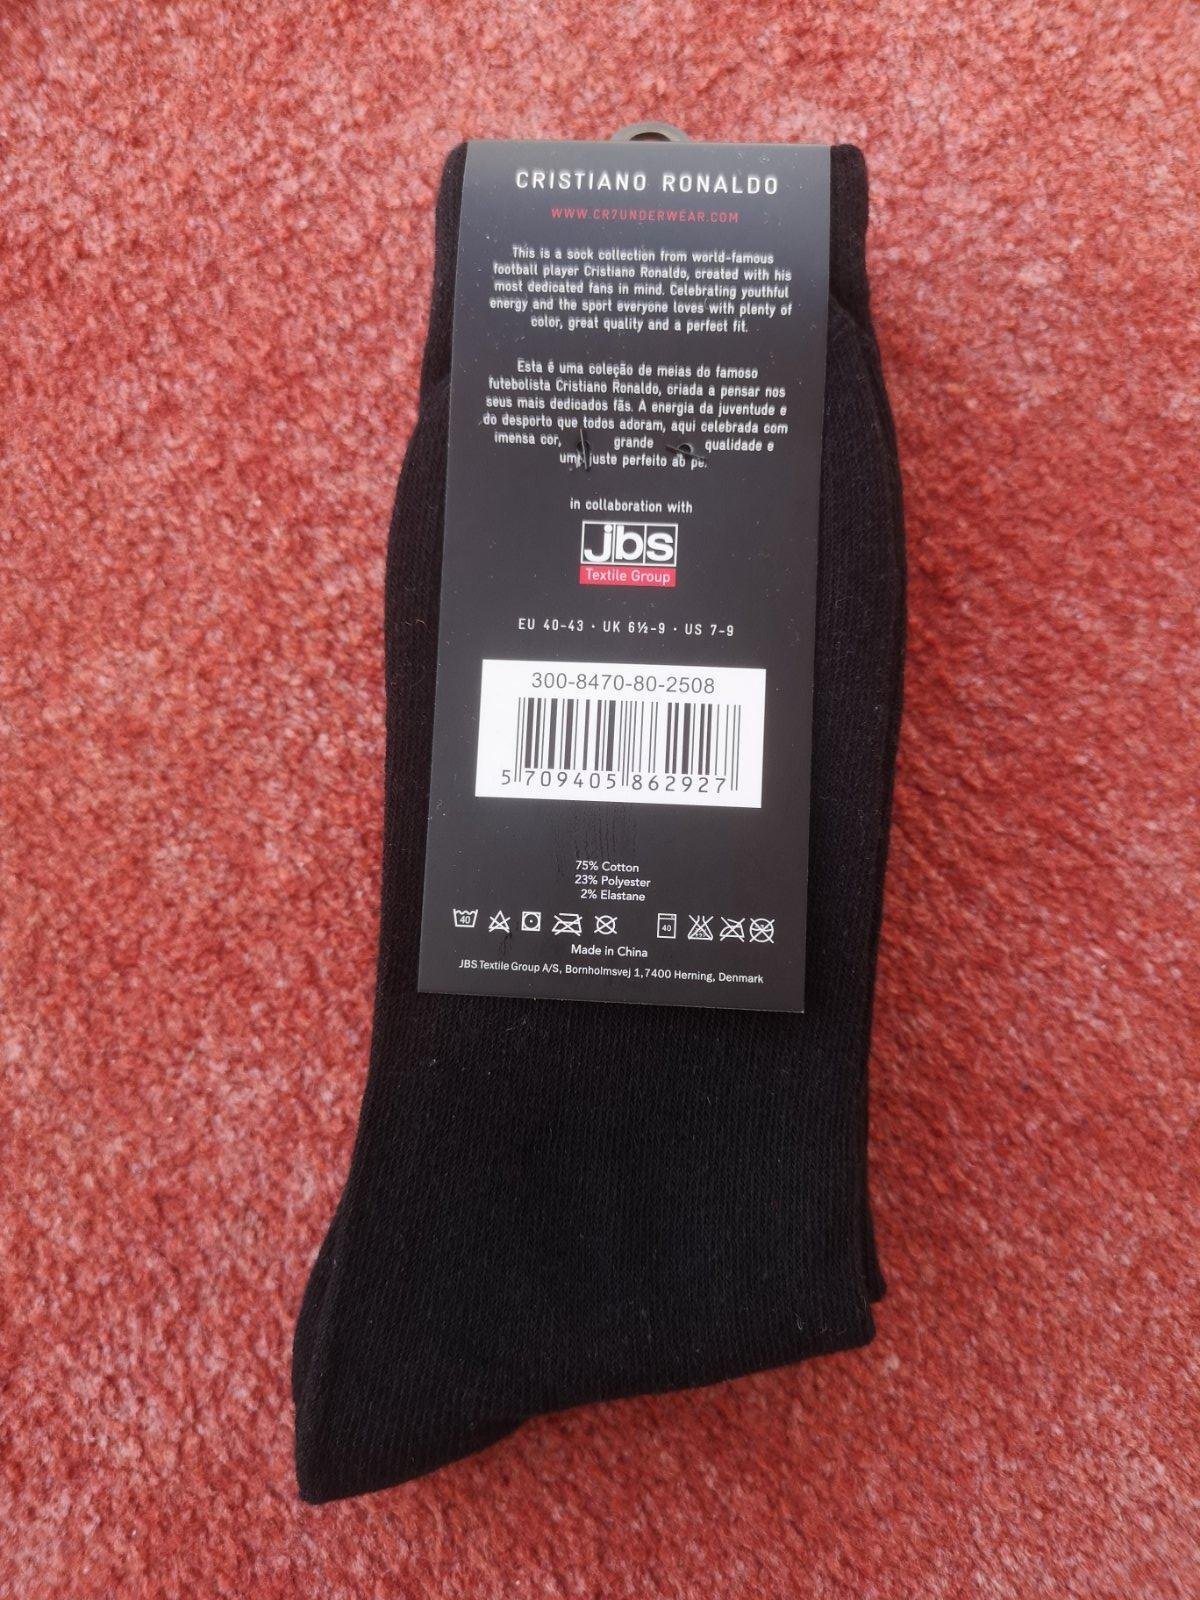 CRISTIANO RONALDO
WWW.CR7UNDERWEAR.COM
This is a sock collection from world-famous
football player Cristiano Ronaldo, created with his
most dedicated fans in mind. Celebrating youthful
energy and the sport everyone loves with plenty of
color, great quality and a perfect fit.
Esta é uma coleção de meias do famoso
futebolista Cristiano Ronaldo, criada a pensar nos
seus mais dedicados fãs. A energia da juventude e
do desporto que todos adoram, aqui celebrada com
imensa cor, grande qualidade e
um juste perfeito ao pé.
in collaboration with
jbs
Textile Group
EU 40-43 · UK 6½-9 · US 7-9
300-8470-80-2508
5 709405 862927
75% Cotton
23% Polyester
2% Elastane
40 40
Made in China
JBS Textile Group A/S, Bornholmsvej 1, 7400 Herning, Denmark